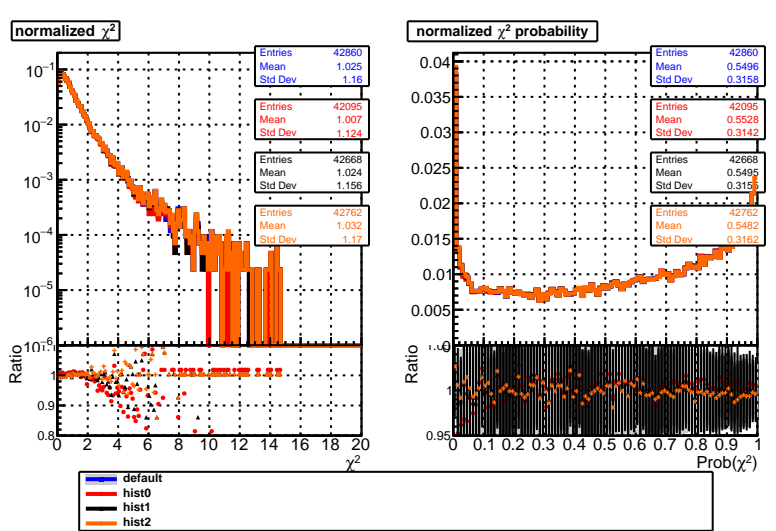 normalized χ²
Entries 42860
Mean 1.025
Std Dev 1.16
Entries 42095
Mean 1.007
Std Dev 1.124
Entries 42668
Mean 1.024
Std Dev 1.156
Entries 42762
Mean 1.032
Std Dev 1.17
10⁻¹
10⁻²
10⁻³
10⁻⁴
10⁻⁵
Ratio
1
0.9
0.8
0 2 4 6 8 10 12 14 16 18 20
χ²
normalized χ² probability
Entries 42860
Mean 0.5496
Std Dev 0.3158
Entries 42095
Mean 0.5528
Std Dev 0.3142
Entries 42668
Mean 0.5495
Std Dev 0.3155
Entries 42762
Mean 0.5482
Std Dev 0.3162
0.04
0.035
0.03
0.025
0.02
0.015
0.01
0.005
Ratio
1
0.95
0 0.1 0.2 0.3 0.4 0.5 0.6 0.7 0.8 0.9 1
Prob(χ²)
default
hist0
hist1
hist2